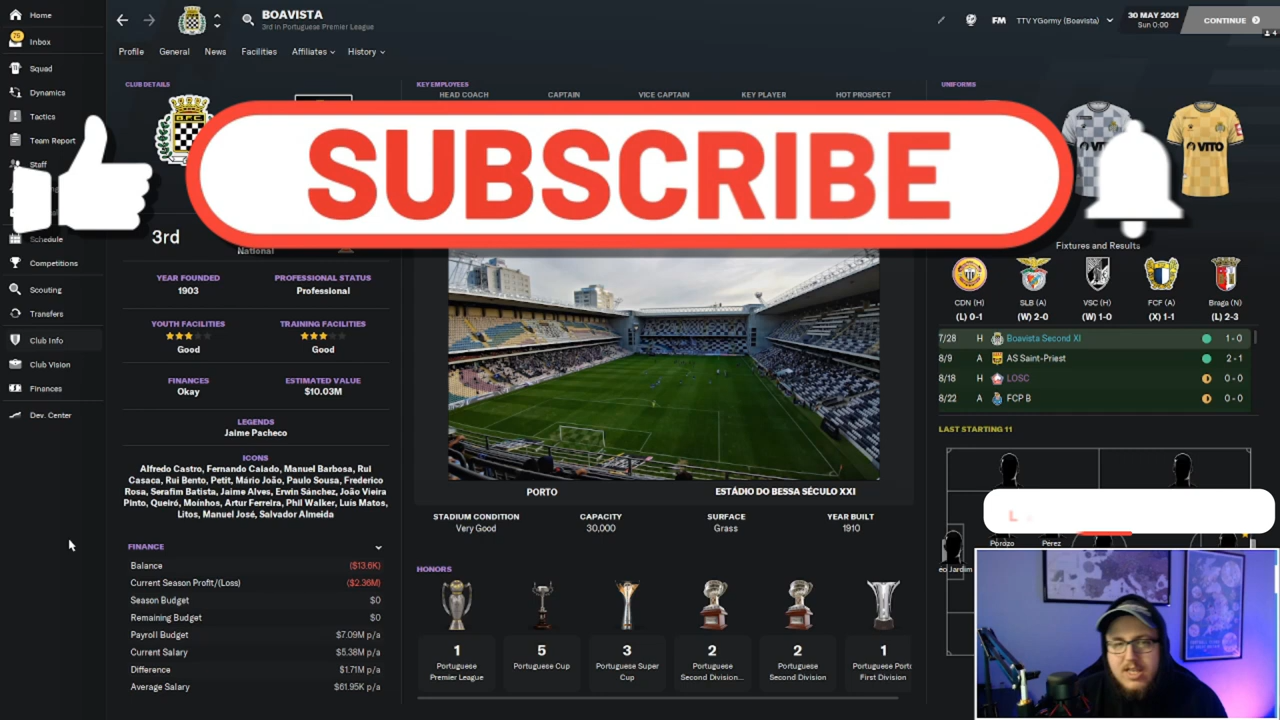 Home
BOAVISTA
3rd in Portuguese Premier League
FM
TTV YGormy (Boavista)
30 MAY 2021
Sun 0:00
CONTINUE
75
Inbox
Profile
General
News
Facilities
Affiliates
History
Squad
Dynamics
Tactics
Team Report
Staff
Schedule
Competitions
Scouting
Transfers
Club Info
Club Vision
Finances
Dev. Center
CLUB DETAILS
KEY EMPLOYEES
HEAD COACH
CAPTAIN
VICE CAPTAIN
KEY PLAYER
HOT PROSPECT
UNIFORMS
SUBSCRIBE
VITO
VITO
3rd
National
YEAR FOUNDED
1903
PROFESSIONAL STATUS
Professional
YOUTH FACILITIES
Good
TRAINING FACILITIES
Good
FINANCES
Okay
ESTIMATED VALUE
$10.03M
LEGENDS
Jaime Pacheco
ICONS
Alfredo Castro, Fernando Caiado, Manuel Barbosa, Rui
Casaca, Rui Bento, Petit, Mário João, Paulo Sousa, Frederico
Rosa, Serafim Batista, Jaime Alves, Erwin Sánchez, João Vieira
Pinto, Queiró, Moinhos, Artur Ferreira, Phil Walker, Luís Matos,
Litos, Manuel José, Salvador Almeida
FINANCE
Balance ($13.6K)
Current Season Profit/(Loss) ($2.36M)
Season Budget $0
Remaining Budget $0
Payroll Budget $7.09M p/a
Current Salary $5.38M p/a
Difference $1.71M p/a
Average Salary $61.95K p/a
PORTO
ESTÁDIO DO BESSA SÉCULO XXI
STADIUM CONDITION
Very Good
CAPACITY
30,000
SURFACE
Grass
YEAR BUILT
1910
HONORS
1
Portuguese
Premier League
5
Portuguese Cup
3
Portuguese Super
Cup
2
Portuguese
Second Division...
2
Portuguese
Second Division
1
Portuguese Porto
First Division
Fixtures and Results
CDN (H)
SLB (A)
VSC (H)
FCF (A)
Braga (N)
(L) 0-1
(W) 2-0
(W) 1-0
(X) 1-1
(L) 2-3
7/28 H Boavista Second XI 1 - 0
8/9 A AS Saint-Priest 2 - 1
8/18 H LOSC 0 - 0
8/22 A FCP B 0 - 0
LAST STARTING 11
L
Porozo
Perez
eo Jardim